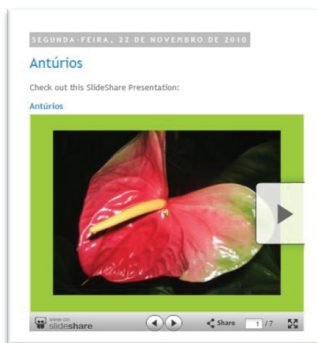 SEGUNDA-FEIRA, 22 DE NOVEMBRO DE 2010
Antúrios
Check out this SlideShare Presentation:
Antúrios
slideshare
Share
1 / 7